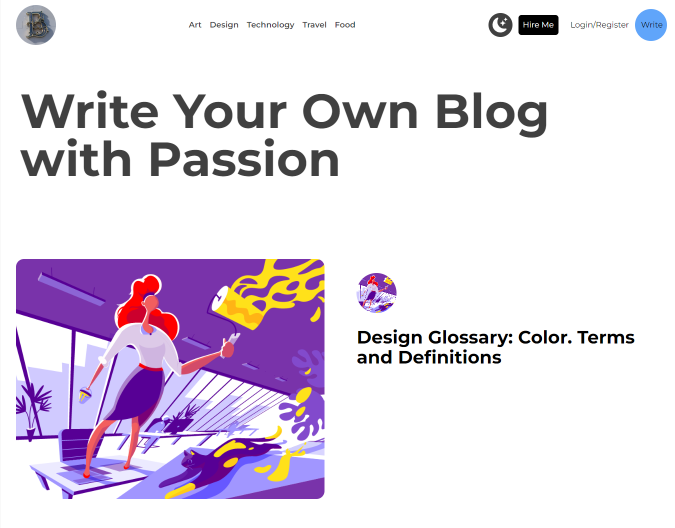 B
Art Design Technology Travel Food
Hire Me
Login/Register
Write
Write Your Own Blog
with Passion
Design Glossary: Color. Terms
and Definitions